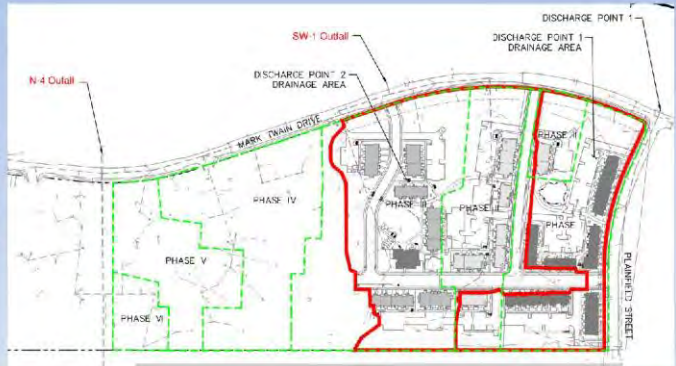 DISCHARGE POINT 1
SW-1 Outfall
DISCHARGE POINT 1
DRAINAGE AREA
N-4 Outfall
DISCHARGE POINT 2
DRAINAGE AREA
MARK TWAIN DRIVE
PHASE II
PHASE IV
PHASE
PHASE
PHASE
PHASE V
PHASE VI
PLAINFIELD STREET